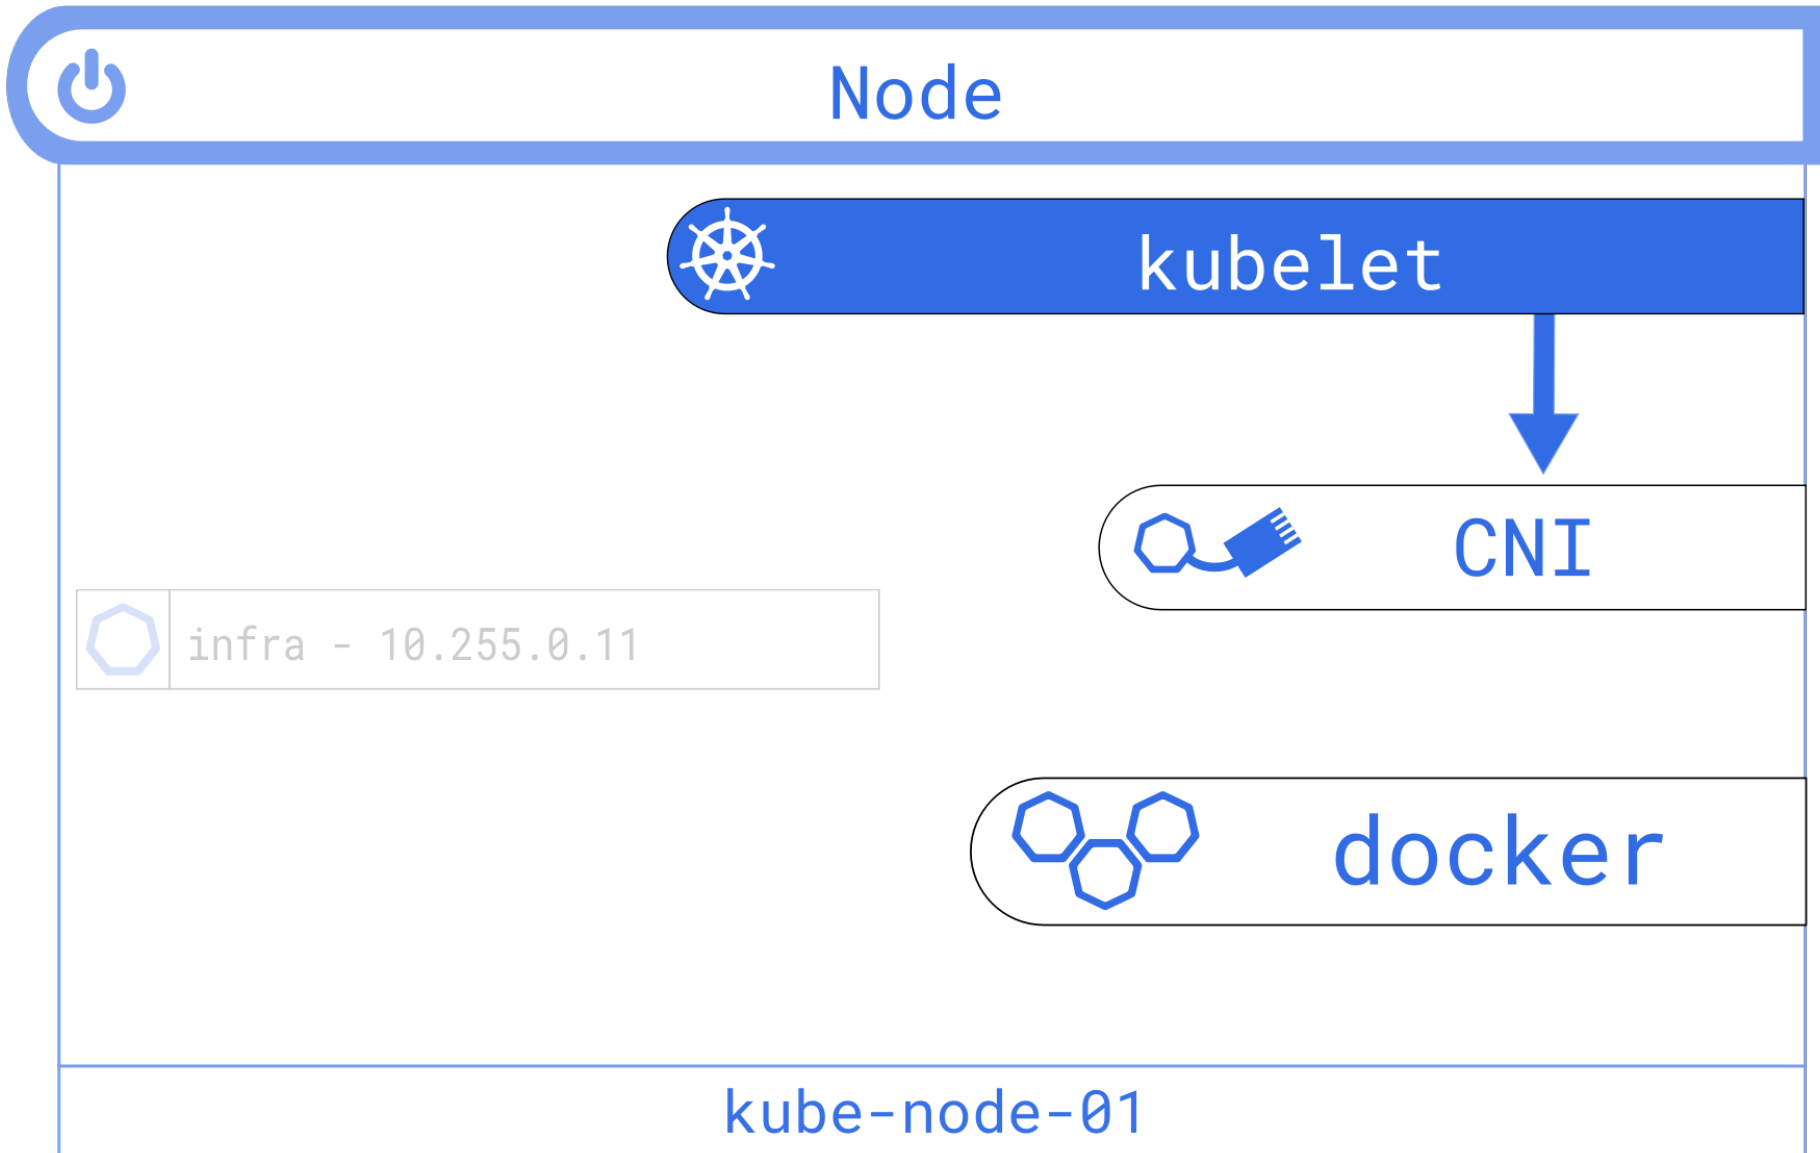 Node
kubelet
CNI
infra - 10.255.0.11
docker
kube-node-01